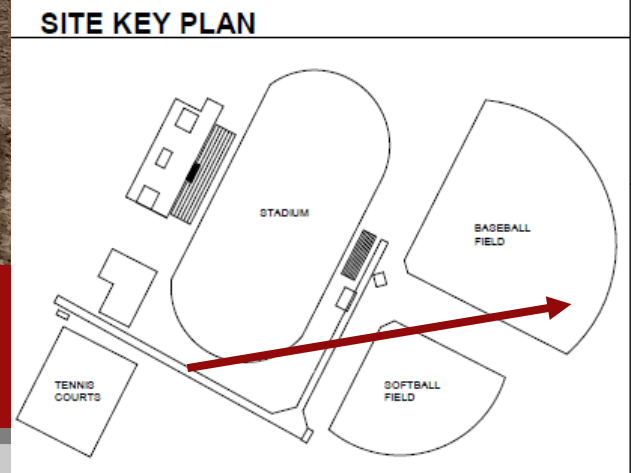 SITE KEY PLAN
STADIUM
BASEBALL
FIELD
TENNIS
COURTS
SOFTBALL
FIELD